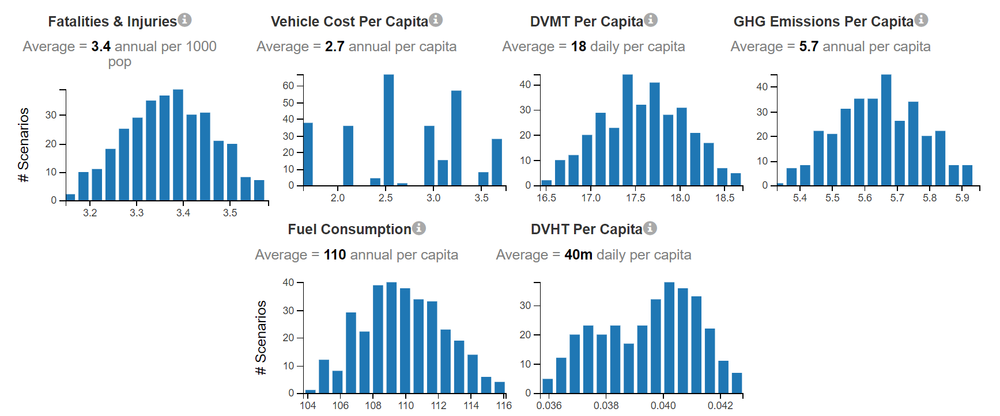 Fatalities & Injuries
Average = 3.4 annual per 1000
pop
# Scenarios
30
20
10
0
3.2 3.3 3.4 3.5
Vehicle Cost Per Capita
Average = 2.7 annual per capita
60
50
40
30
20
10
0
2.0 2.5 3.0 3.5
DVMT Per Capita
Average = 18 daily per capita
40
30
20
10
0
16.5 17.0 17.5 18.0 18.5
GHG Emissions Per Capita
Average = 5.7 annual per capita
40
30
20
10
0
5.4 5.5 5.6 5.7 5.8 5.9
Fuel Consumption
Average = 110 annual per capita
# Scenarios
40
30
20
10
0
104 106 108 110 112 114 116
DVHT Per Capita
Average = 40m daily per capita
30
20
10
0
0.036 0.038 0.040 0.042